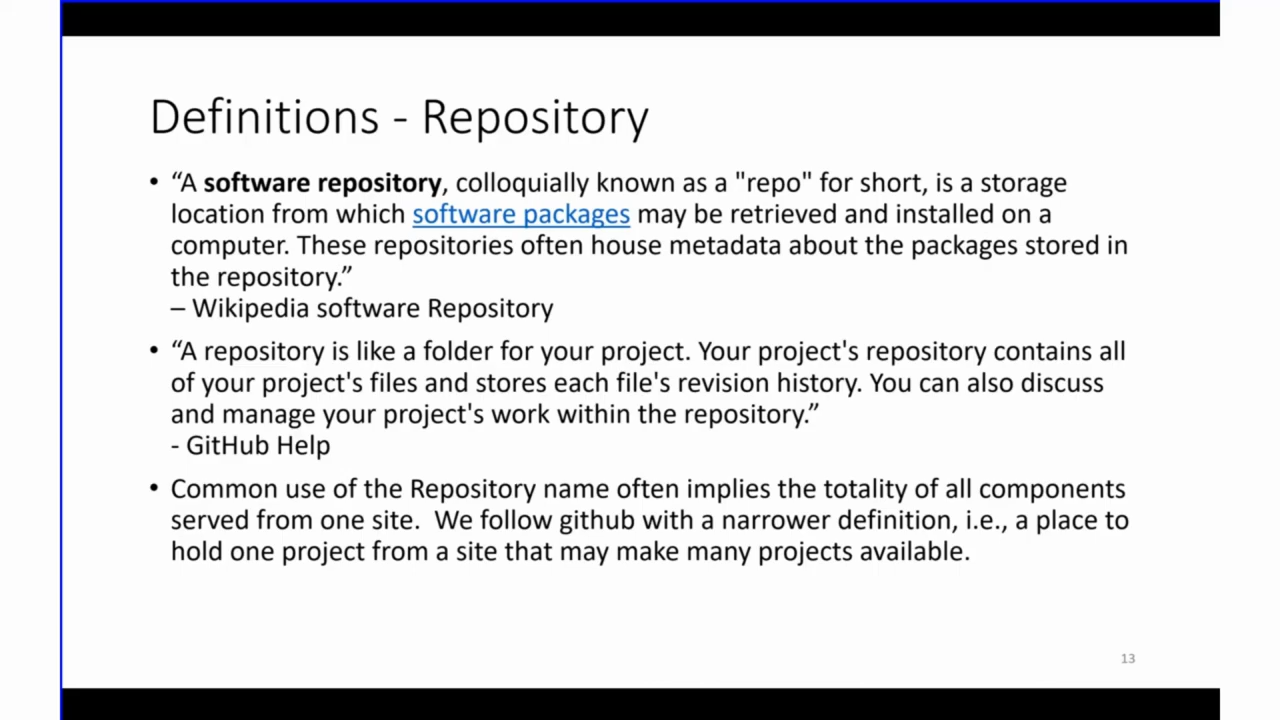 Definitions - Repository
• “A software repository, colloquially known as a "repo" for short, is a storage
location from which software packages may be retrieved and installed on a
computer. These repositories often house metadata about the packages stored in
the repository.”
– Wikipedia software Repository
• “A repository is like a folder for your project. Your project's repository contains all
of your project's files and stores each file's revision history. You can also discuss
and manage your project's work within the repository.”
- GitHub Help
• Common use of the Repository name often implies the totality of all components
served from one site.  We follow github with a narrower definition, i.e., a place to
hold one project from a site that may make many projects available.
13